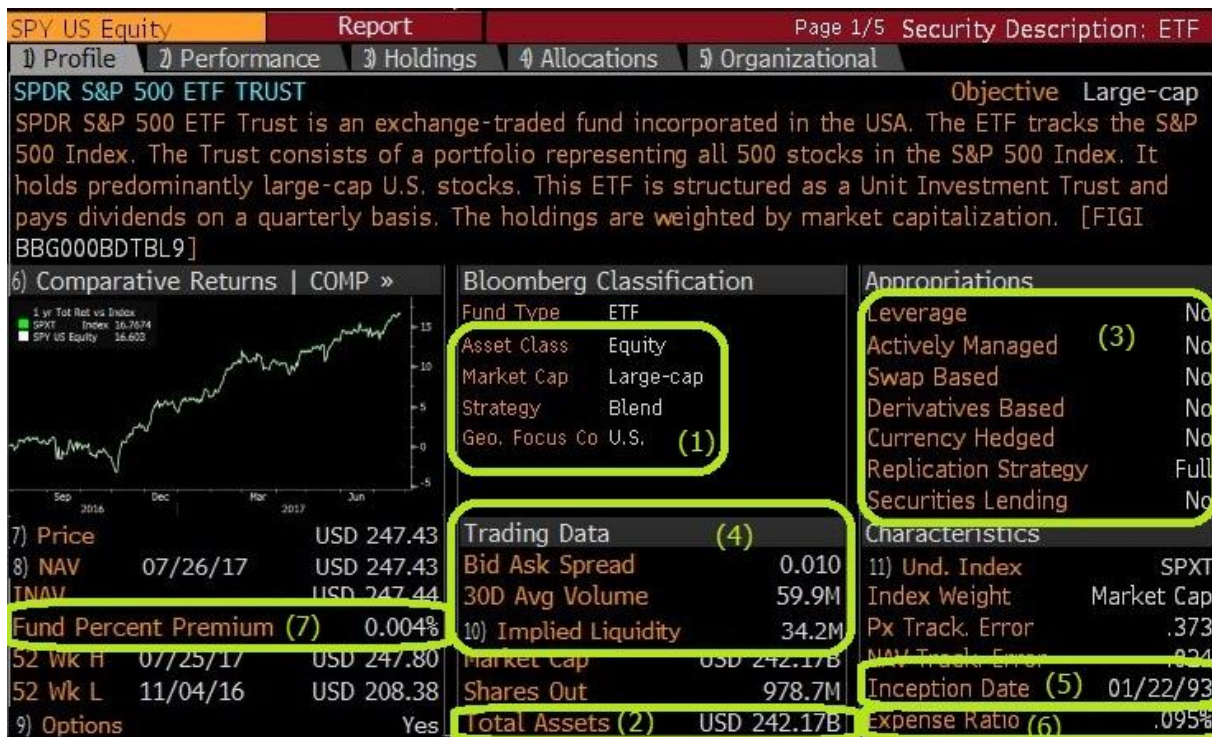 SPY US Equity Report Page 1/5 Security Description: ETF
1) Profile 2) Performance 3) Holdings 4) Allocations 5) Organizational
SPDR S&P 500 ETF TRUST Objective Large-cap
SPDR S&P 500 ETF Trust is an exchange-traded fund incorporated in the USA. The ETF tracks the S&P
500 Index. The Trust consists of a portfolio representing all 500 stocks in the S&P 500 Index. It
holds predominantly large-cap U.S. stocks. This ETF is structured as a Unit Investment Trust and
pays dividends on a quarterly basis. The holdings are weighted by market capitalization. [FIGI
BBG000BDTBL9]
6) Comparative Returns | COMP »
1 yr Tot Ret vs Index
SPXT Index 16.7674
SPY US Equity 16.603
15
10
5
0
-5
Sep Dec Mar Jun
2016 2017
7) Price USD 247.43
8) NAV 07/26/17 USD 247.43
INAV USD 247.44
Fund Percent Premium (7) 0.004%
52 Wk H 07/25/17 USD 247.80
52 Wk L 11/04/16 USD 208.38
9) Options Yes
Bloomberg Classification
Fund Type ETF
Asset Class Equity
Market Cap Large-cap
Strategy Blend
Geo. Focus Co U.S. (1)
Trading Data (4)
Bid Ask Spread 0.010
30D Avg Volume 59.9M
10) Implied Liquidity 34.2M
Market Cap USD 242.17B
Shares Out 978.7M
Total Assets (2) USD 242.17B
Appropriations
Leverage No
Actively Managed (3) No
Swap Based No
Derivatives Based No
Currency Hedged No
Replication Strategy Full
Securities Lending No
Characteristics
11) Und. Index SPXT
Index Weight Market Cap
Px Track. Error .373
NAV Track. Error .024
Inception Date (5) 01/22/93
Expense Ratio (6) .095%